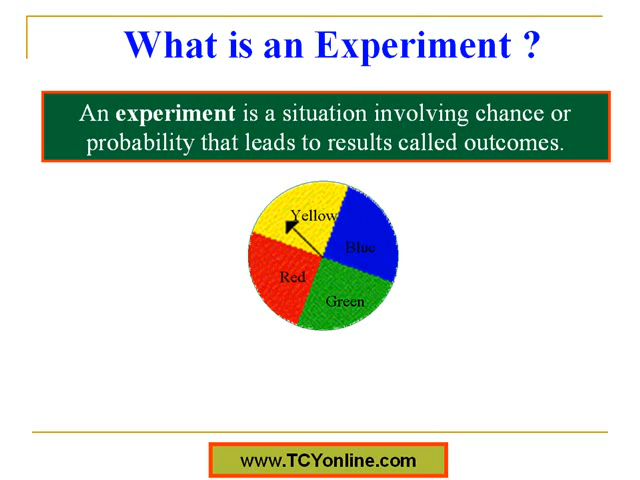 What is an Experiment ?
An experiment is a situation involving chance or
probability that leads to results called outcomes.
Yellow
Blue
Red
Green
www.TCYonline.com